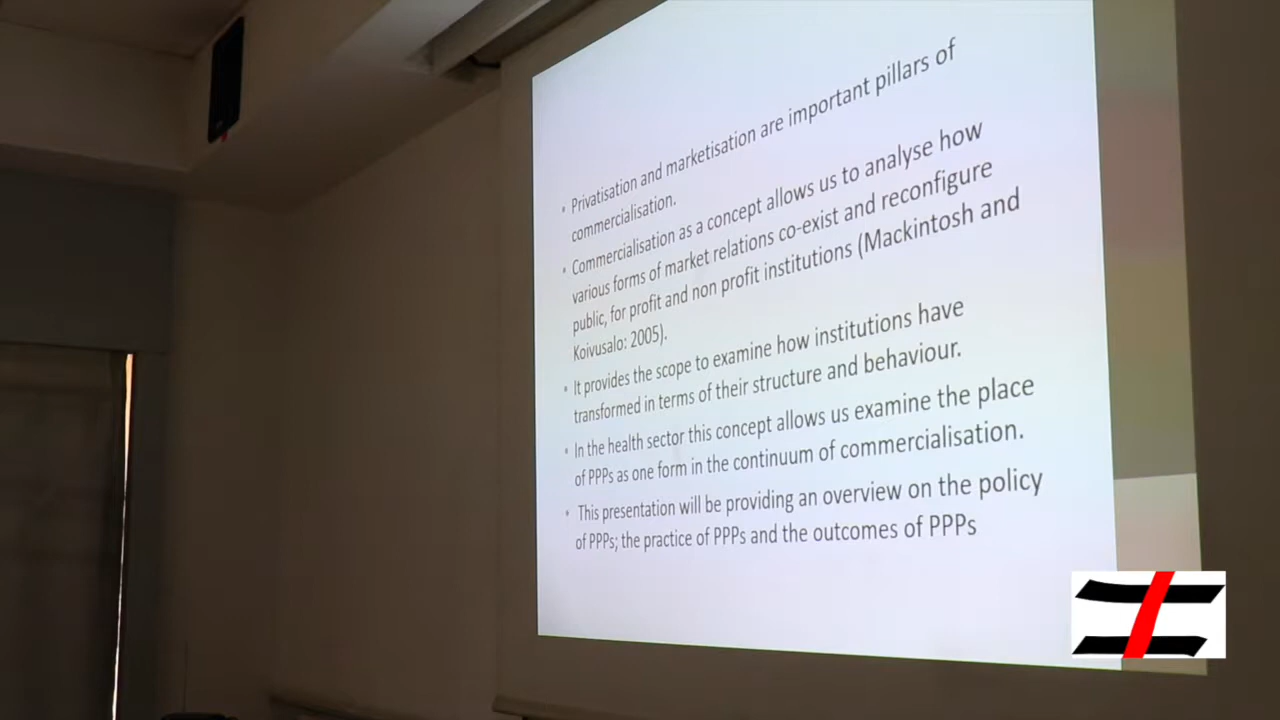 • Privatisation and marketisation are important pillars of
commercialisation.
• Commercialisation as a concept allows us to analyse how
various forms of market relations co-exist and reconfigure
public, for profit and non profit institutions (Mackintosh and
Koivusalo: 2005).
• It provides the scope to examine how institutions have
transformed in terms of their structure and behaviour.
• In the health sector this concept allows us examine the place
of PPPs as one form in the continuum of commercialisation.
• This presentation will be providing an overview on the policy
of PPPs; the practice of PPPs and the outcomes of PPPs